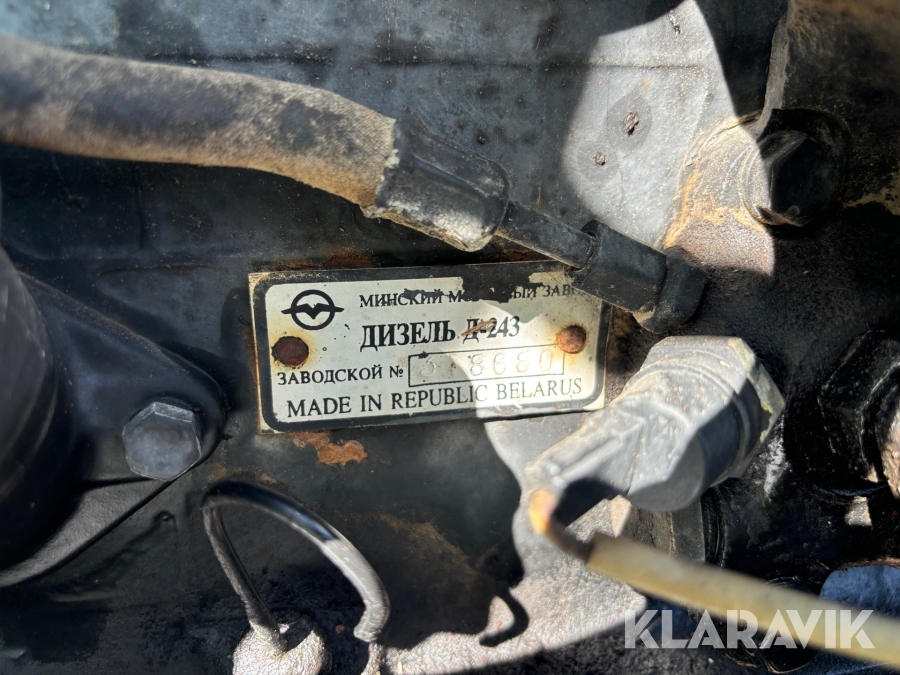 МИНСКИЙ
ДИЗЕЛЬ Д-243
ЗАВОДСКОЙ №
MADE IN REPUBLIC BELARUS
KLARAVIK